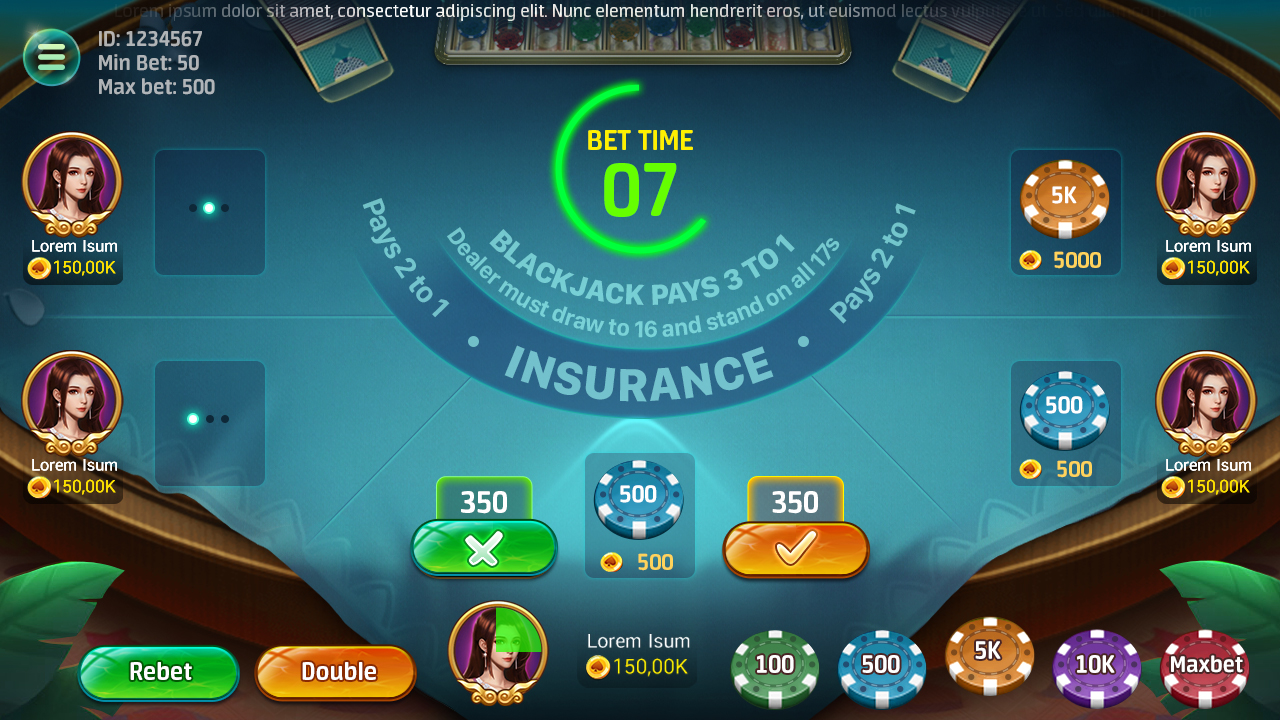 Lorem ipsum dolor sit amet, consectetur adipiscing elit. Nunc elementum hendrerit eros, ut euismod lectus
ID: 1234567
Min Bet: 50
Max bet: 500
BET TIME
07
Lorem Isum
150,00K
5K
5000
Lorem Isum
150,00K
Pays 2 to 1
BLACKJACK PAYS 3 TO 1
Dealer must draw to 16 and stand on all 17s
Pays 2 to 1
INSURANCE
Lorem Isum
150,00K
500
500
Lorem Isum
150,00K
350
500
500
350
Rebet
Double
Lorem Isum
150,00K
100
500
5K
10K
Maxbet